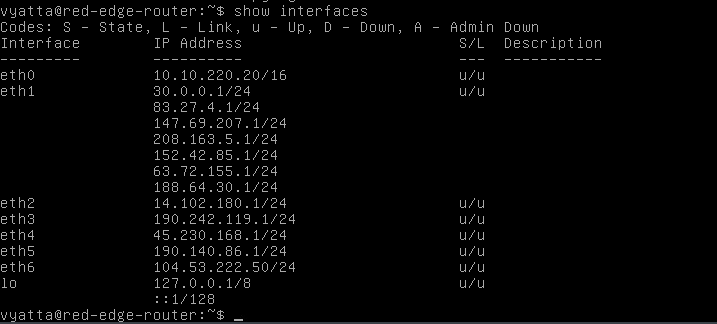 vyatta@red-edge-router:~$ show interfaces
Codes: S - State, L - Link, u - Up, D - Down, A - Admin Down
Interface        IP Address                        S/L  Description
---------        ----------                        ---  -----------
eth0             10.10.220.20/16                   u/u
eth1             30.0.0.1/24                       u/u
                 83.27.4.1/24
                 147.69.207.1/24
                 208.163.5.1/24
                 152.42.85.1/24
                 63.72.155.1/24
                 188.64.30.1/24
eth2             14.102.180.1/24                   u/u
eth3             190.242.119.1/24                  u/u
eth4             45.230.168.1/24                   u/u
eth5             190.140.86.1/24                   u/u
eth6             104.53.222.50/24                  u/u
lo               127.0.0.1/8                       u/u
                 ::1/128
vyatta@red-edge-router:~$ _